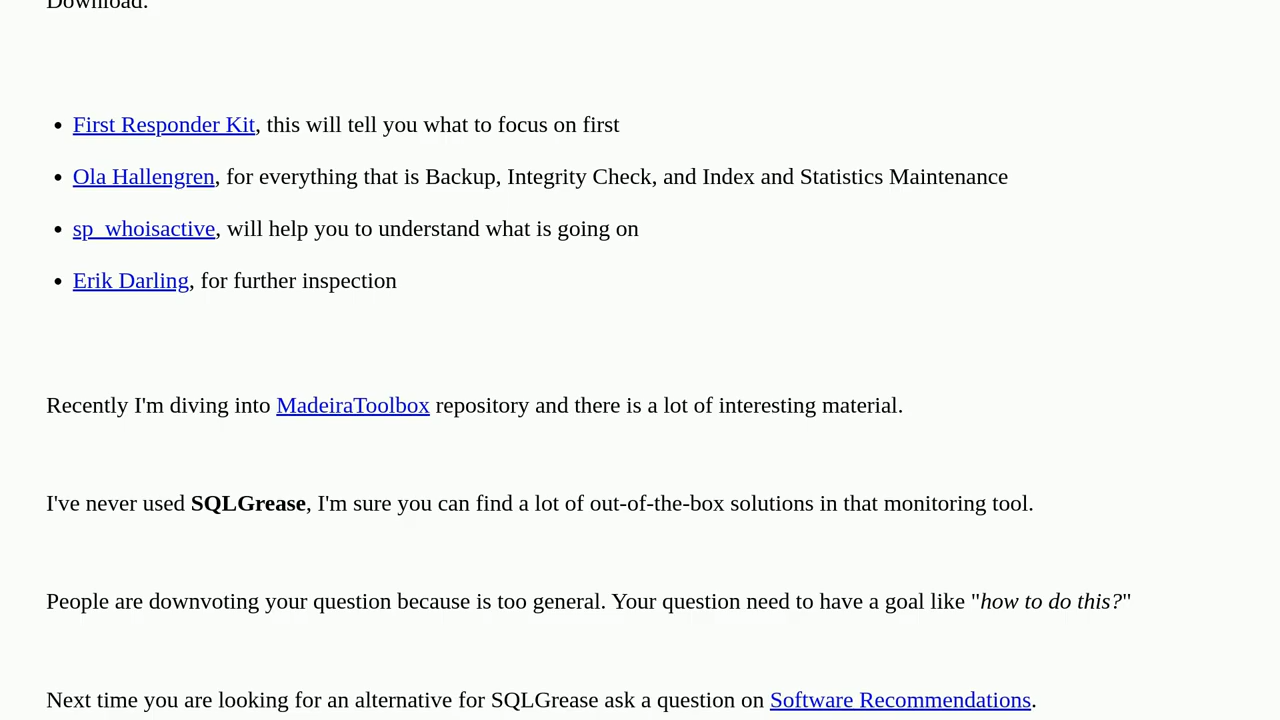 Download.
First Responder Kit, this will tell you what to focus on first
Ola Hallengren, for everything that is Backup, Integrity Check, and Index and Statistics Maintenance
sp_whoisactive, will help you to understand what is going on
Erik Darling, for further inspection
Recently I'm diving into MadeiraToolbox repository and there is a lot of interesting material.
I've never used SQLGrease, I'm sure you can find a lot of out-of-the-box solutions in that monitoring tool.
People are downvoting your question because is too general. Your question need to have a goal like "how to do this?"
Next time you are looking for an alternative for SQLGrease ask a question on Software Recommendations.